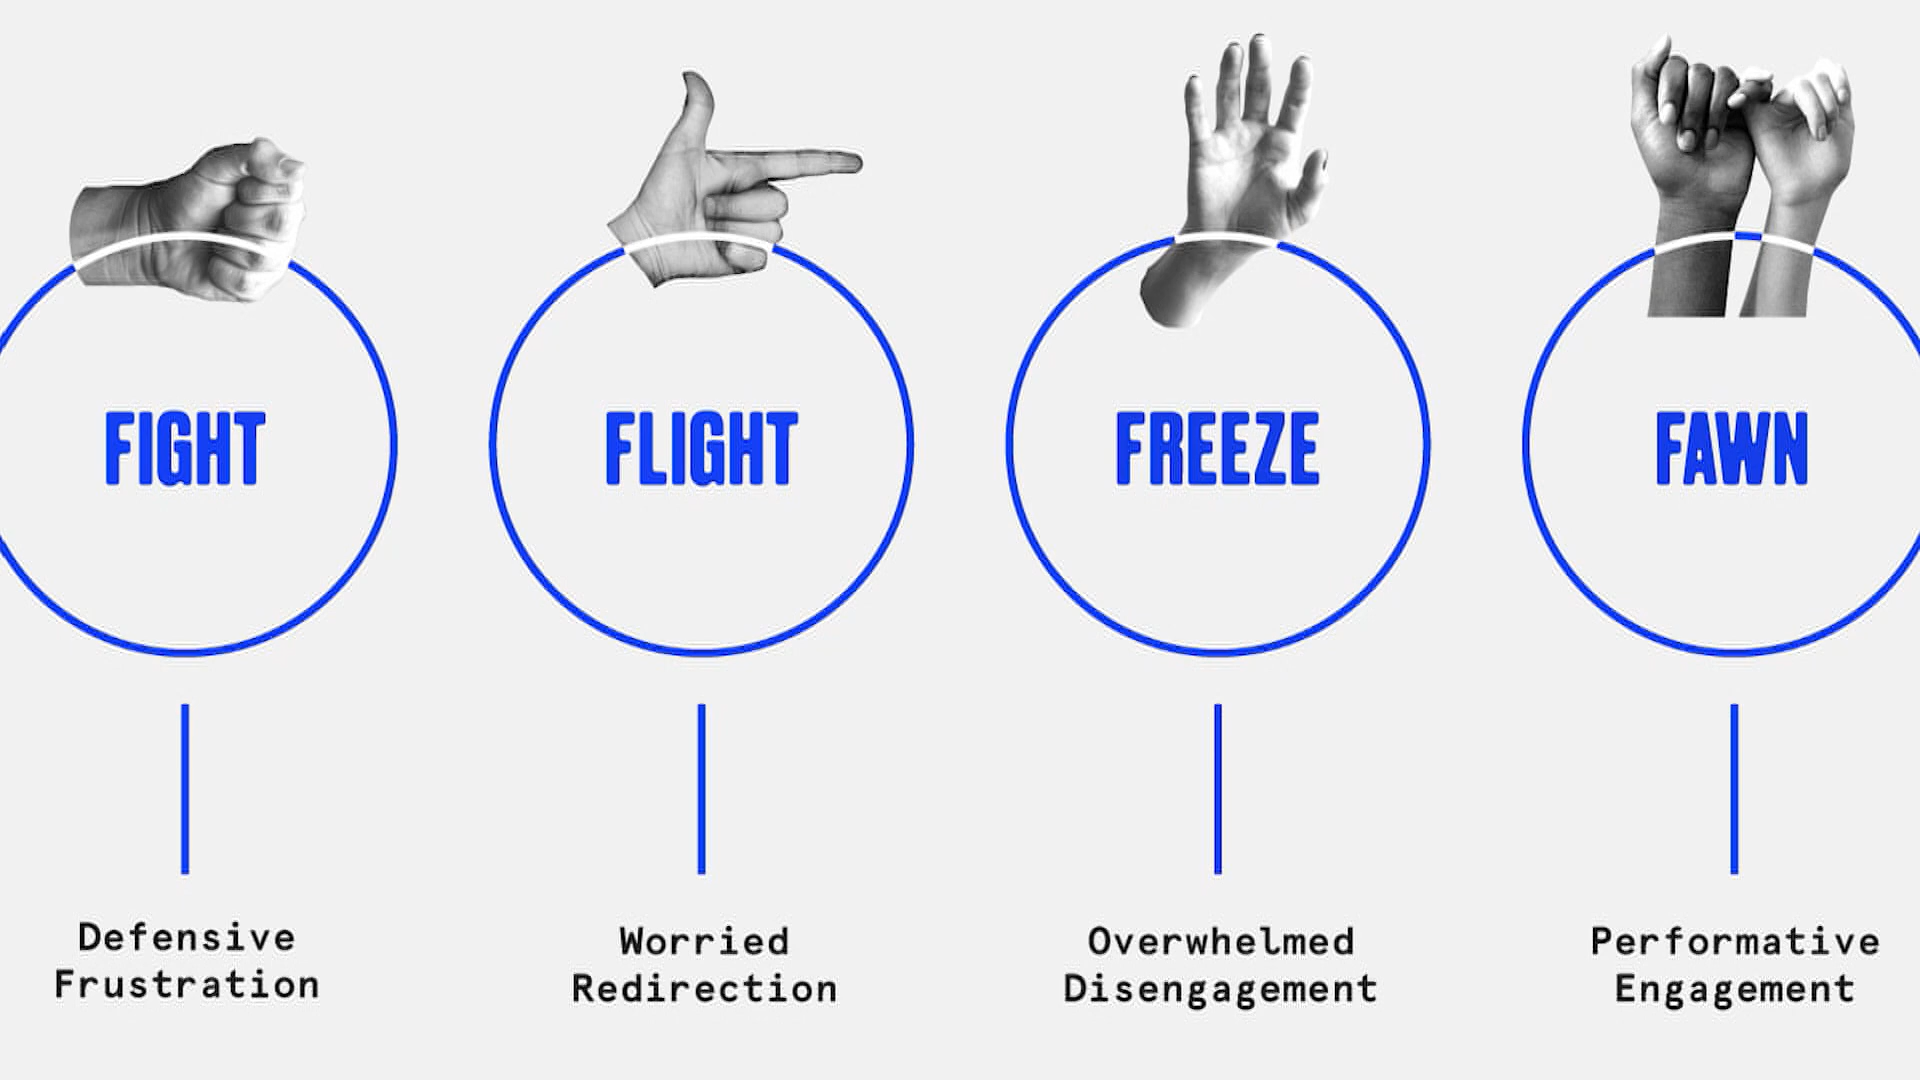 FIGHT
FLIGHT
FREEZE
FAWN
Defensive
Frustration
Worried
Redirection
Overwhelmed
Disengagement
Performative
Engagement